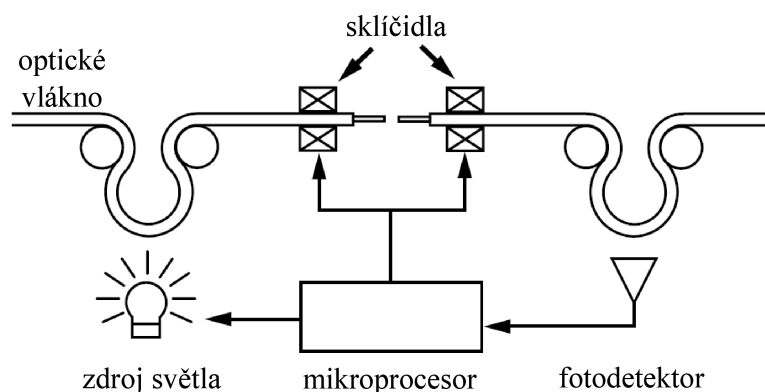 sklíčidla
optické
vlákno
zdroj světla
mikroprocesor
fotodetektor